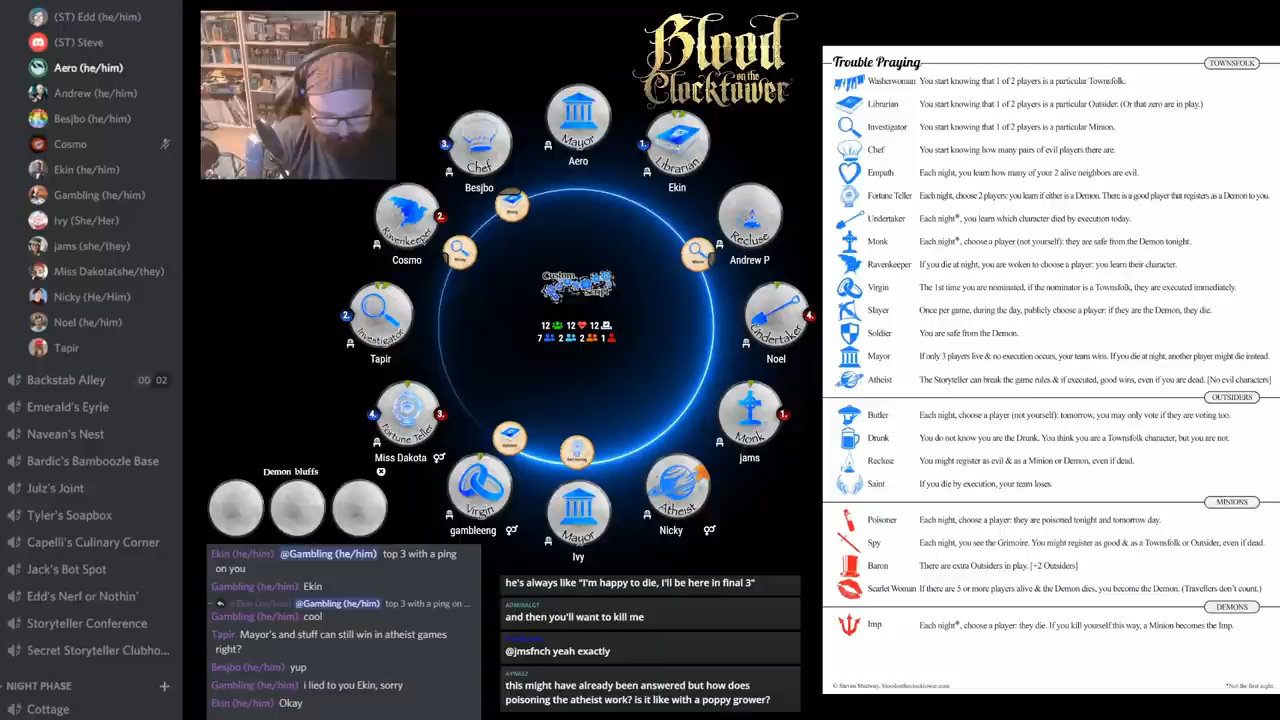 (ST) Edd (he/him)
(ST) Steve
Aero (he/him)
Andrew (he/him)
Besjbo (he/him)
Cosmo
Ekin (he/him)
Gambling (he/him)
Ivy (She/Her)
jams (she/they)
Miss Dakota(she/they)
Nicky (He/Him)
Noel (he/him)
Tapir
Backstab Alley 00 02
Emerald's Eyrie
Navean's Nest
Bardic's Bamboozle Base
Julz's Joint
Tyler's Soapbox
Capelli's Culinary Corner
Jack's Bot Spot
Edd's Nerf or Nothin'
Storyteller Conference
Secret Storyteller Clubho...
NIGHT PHASE
Cottage
Blood
on the
Clocktower
Mayor
Aero
Librarian
1.
Ekin
Recluse
Andrew P
Undertaker
4.
Noel
Monk
1.
jams
Atheist
Nicky
Mayor
Ivy
Virgin
gambleeng
Fortune Teller
4.
3.
Miss Dakota
Investigator
2.
Tapir
Ravenkeeper
2.
Cosmo
Chef
3.
Besjbo
Custom
Script
12 12 12
7 2 2 1
Demon bluffs
Ekin (he/him) @Gambling (he/him) top 3 with a ping
on you
Gambling (he/him) Ekin
@Ekin (he/him) @Gambling (he/him) top 3 with a ping on ...
Gambling (he/him) cool
Tapir Mayor's and stuff can still win in atheist games
right?
Besjbo (he/him) yup
Gambling (he/him) i lied to you Ekin, sorry
Ekin (he/him) Okay
he's always like "I'm happy to die, I'll be here in final 3"
ADMIRALGT
and then you'll want to kill me
@jmsfnch yeah exactly
AYNA22
this might have already been answered but how does
poisoning the atheist work? is it like with a poppy grower?
Trouble Praying
TOWNSFOLK
Washerwoman You start knowing that 1 of 2 players is a particular Townsfolk.
Librarian You start knowing that 1 of 2 players is a particular Outsider. (Or that zero are in play.)
Investigator You start knowing that 1 of 2 players is a particular Minion.
Chef You start knowing how many pairs of evil players there are.
Empath Each night, you learn how many of your 2 alive neighbors are evil.
Fortune Teller Each night, choose 2 players: you learn if either is a Demon. There is a good player that registers as a Demon to you.
Undertaker Each night*, you learn which character died by execution today.
Monk Each night*, choose a player (not yourself): they are safe from the Demon tonight.
Ravenkeeper If you die at night, you are woken to choose a player: you learn their character.
Virgin The 1st time you are nominated, if the nominator is a Townsfolk, they are executed immediately.
Slayer Once per game, during the day, publicly choose a player: if they are the Demon, they die.
Soldier You are safe from the Demon.
Mayor If only 3 players live & no execution occurs, your team wins. If you die at night, another player might die instead.
Atheist The Storyteller can break the game rules & if executed, good wins, even if you are dead. [No evil characters]
OUTSIDERS
Butler Each night, choose a player (not yourself): tomorrow, you may only vote if they are voting too.
Drunk You do not know you are the Drunk. You think you are a Townsfolk character, but you are not.
Recluse You might register as evil & as a Minion or Demon, even if dead.
Saint If you die by execution, your team loses.
MINIONS
Poisoner Each night, choose a player: they are poisoned tonight and tomorrow day.
Spy Each night, you see the Grimoire. You might register as good & as a Townsfolk or Outsider, even if dead.
Baron There are extra Outsiders in play. [+2 Outsiders]
Scarlet Woman If there are 5 or more players alive & the Demon dies, you become the Demon. (Travellers don't count.)
DEMONS
Imp Each night*, choose a player: they die. If you kill yourself this way, a Minion becomes the Imp.
© Steven Medway, bloodontheclocktower.com
*Not the first night.